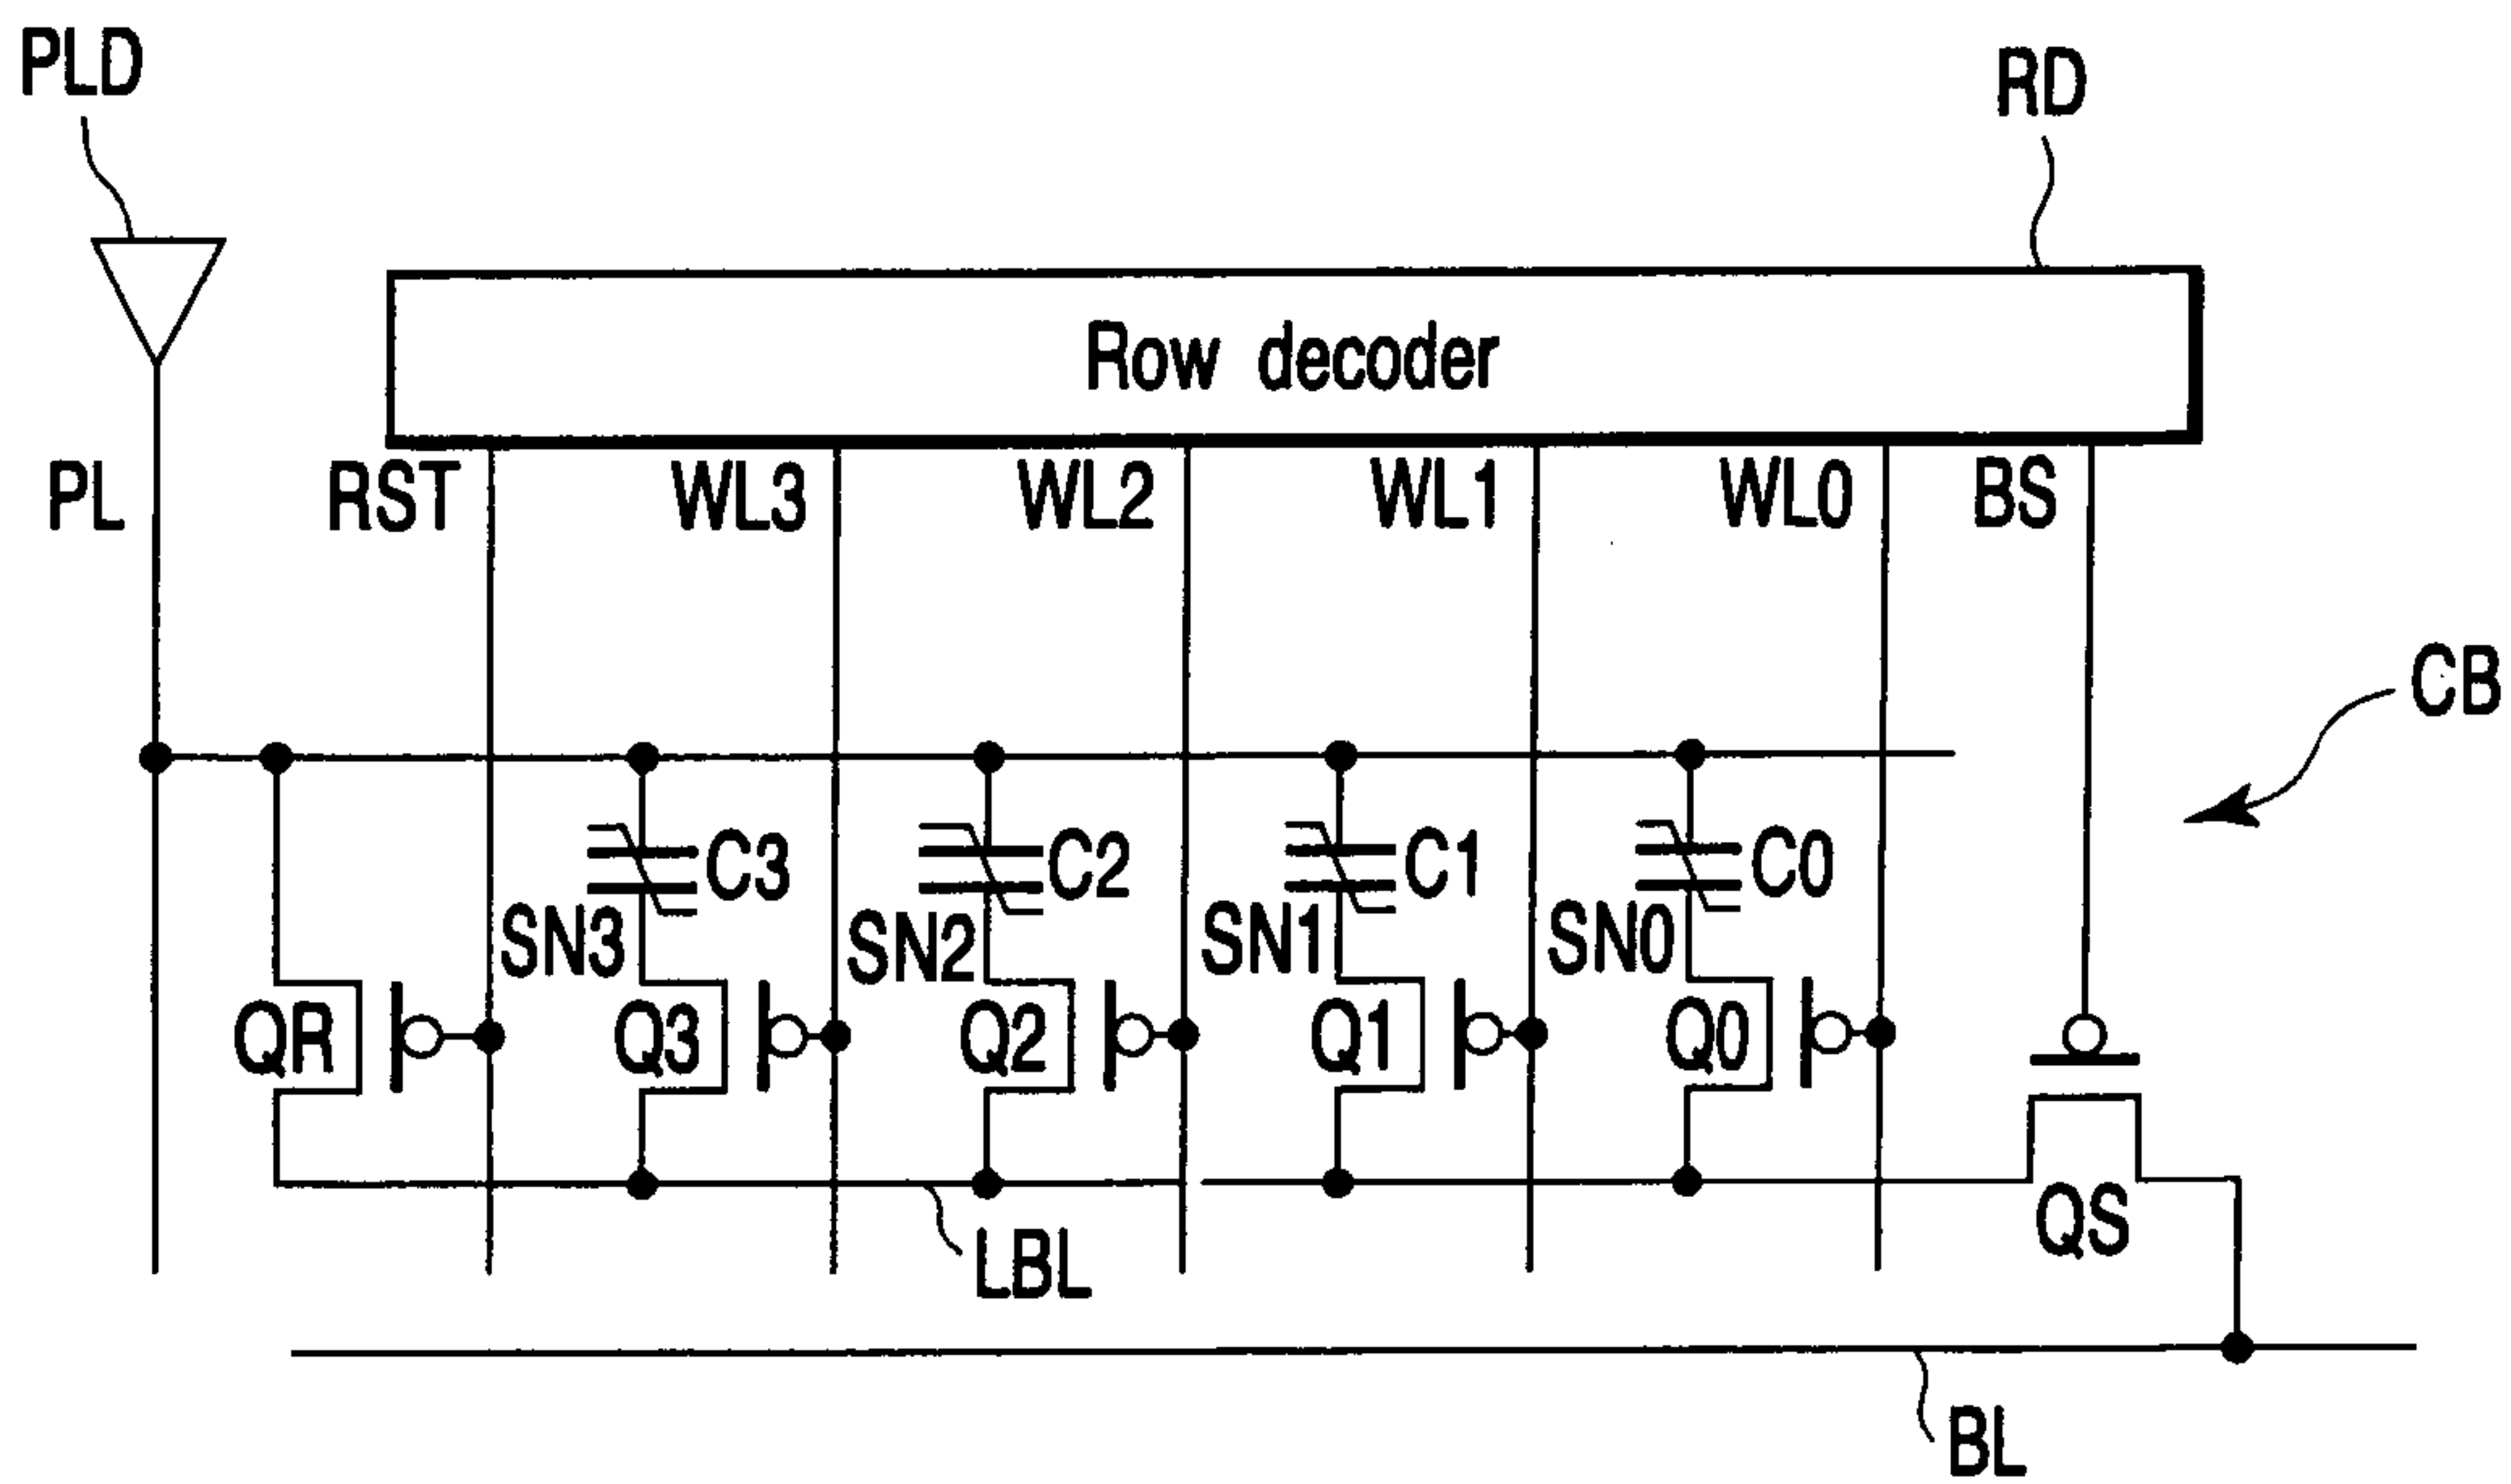 PLD
RD
Row decoder
PL RST WL3 WL2 WL1 WL0 BS
CB
C3 C2 C1 C0
SN3 SN2 SN1 SN0
QR Q3 Q2 Q1 Q0
QS
LBL
BL